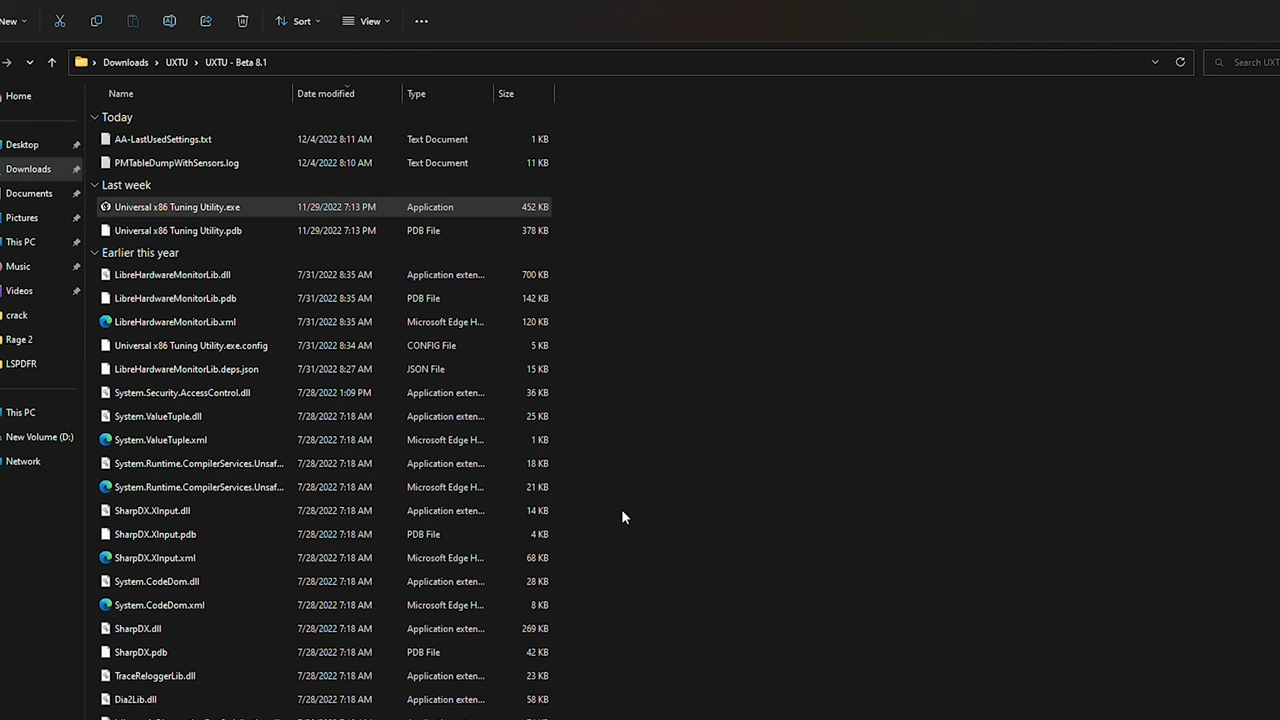 New
Sort
View
Downloads > UXTU > UXTU - Beta 8.1
Search UXT
Home
Desktop
Downloads
Documents
Pictures
This PC
Music
Videos
crack
Rage 2
LSPDFR
This PC
New Volume (D:)
Network
Name Date modified Type Size
Today
AA-LastUsedSettings.txt 12/4/2022 8:11 AM Text Document 1 KB
PMTableDumpWithSensors.log 12/4/2022 8:10 AM Text Document 11 KB
Last week
Universal x86 Tuning Utility.exe 11/29/2022 7:13 PM Application 452 KB
Universal x86 Tuning Utility.pdb 11/29/2022 7:13 PM PDB File 378 KB
Earlier this year
LibreHardwareMonitorLib.dll 7/31/2022 8:35 AM Application exten... 700 KB
LibreHardwareMonitorLib.pdb 7/31/2022 8:35 AM PDB File 142 KB
LibreHardwareMonitorLib.xml 7/31/2022 8:35 AM Microsoft Edge H... 120 KB
Universal x86 Tuning Utility.exe.config 7/31/2022 8:34 AM CONFIG File 5 KB
LibreHardwareMonitorLib.deps.json 7/31/2022 8:27 AM JSON File 15 KB
System.Security.AccessControl.dll 7/28/2022 1:09 PM Application exten... 36 KB
System.ValueTuple.dll 7/28/2022 7:18 AM Application exten... 25 KB
System.ValueTuple.xml 7/28/2022 7:18 AM Microsoft Edge H... 1 KB
System.Runtime.CompilerServices.Unsaf... 7/28/2022 7:18 AM Application exten... 18 KB
System.Runtime.CompilerServices.Unsaf... 7/28/2022 7:18 AM Microsoft Edge H... 21 KB
SharpDX.XInput.dll 7/28/2022 7:18 AM Application exten... 14 KB
SharpDX.XInput.pdb 7/28/2022 7:18 AM PDB File 4 KB
SharpDX.XInput.xml 7/28/2022 7:18 AM Microsoft Edge H... 68 KB
System.CodeDom.dll 7/28/2022 7:18 AM Application exten... 28 KB
System.CodeDom.xml 7/28/2022 7:18 AM Microsoft Edge H... 8 KB
SharpDX.dll 7/28/2022 7:18 AM Application exten... 269 KB
SharpDX.pdb 7/28/2022 7:18 AM PDB File 42 KB
TraceReloggerLib.dll 7/28/2022 7:18 AM Application exten... 23 KB
Dia2Lib.dll 7/28/2022 7:18 AM Application exten... 58 KB